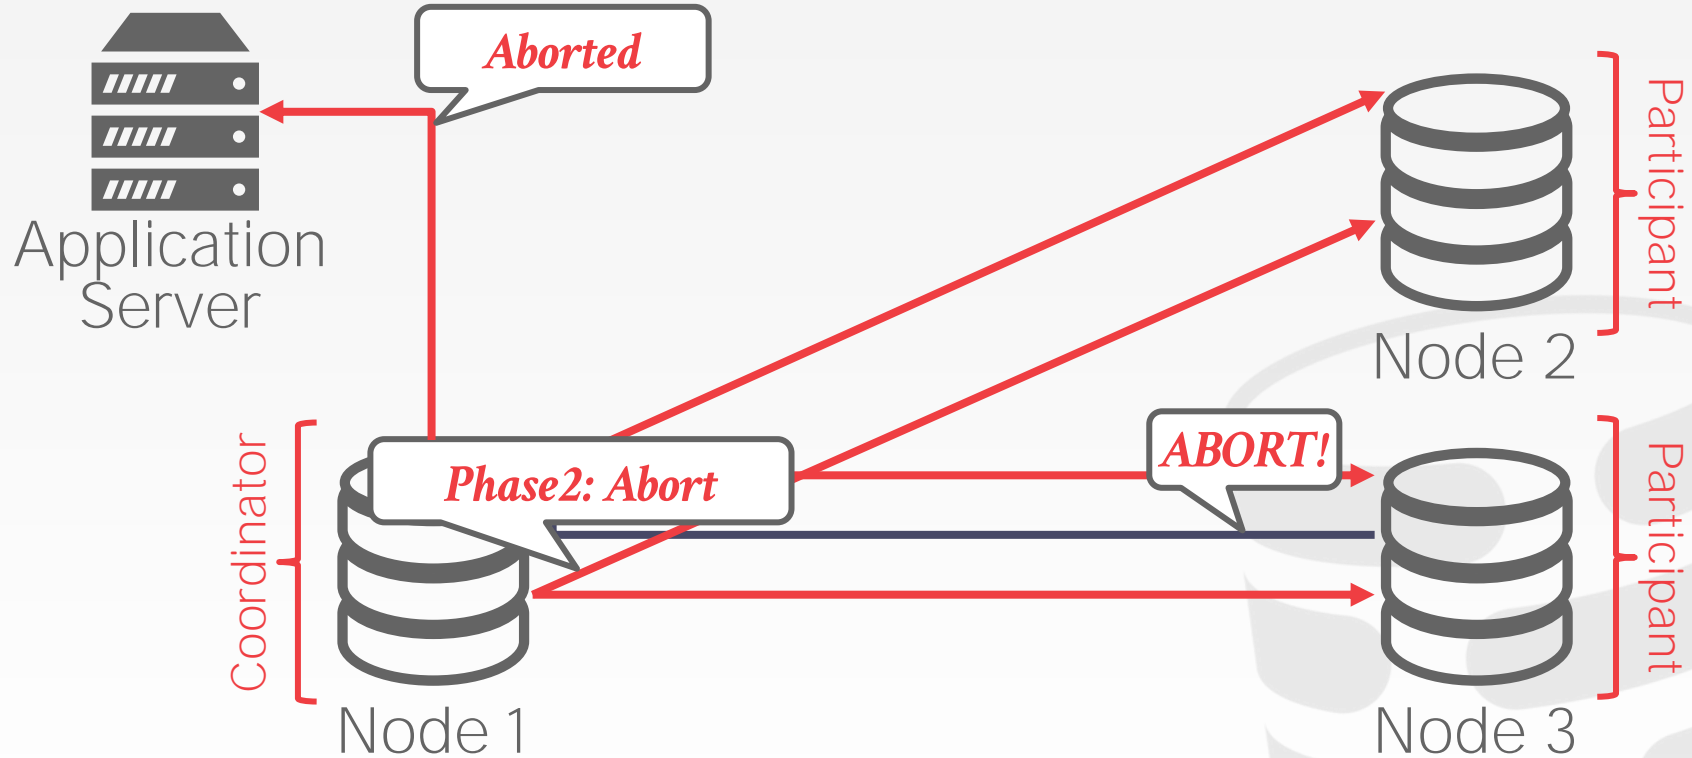 Aborted
Application
Server
Participant
Node 2
Coordinator
Phase2: Abort
ABORT!
Participant
Node 1
Node 3